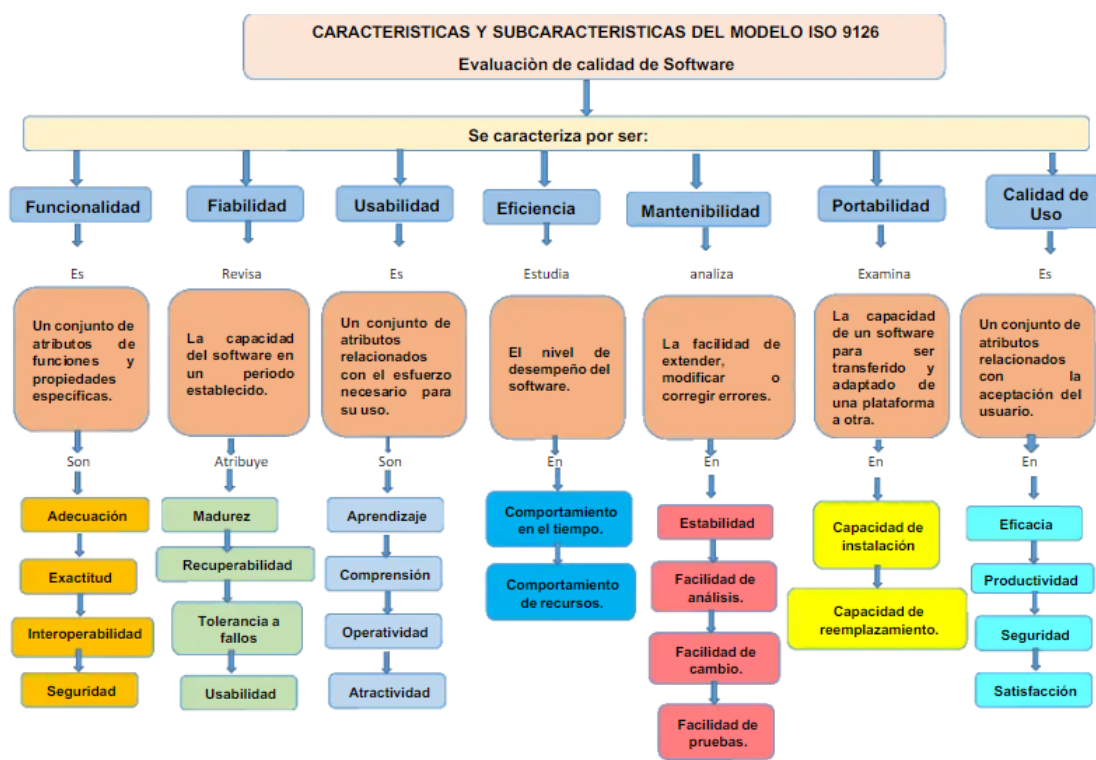 CARACTERISTICAS Y SUBCARACTERISTICAS DEL MODELO ISO 9126
Evaluaciòn de calidad de Software
Se caracteriza por ser:
Funcionalidad
Fiabilidad
Usabilidad
Eficiencia
Mantenibilidad
Portabilidad
Calidad de
Uso
Es
Revisa
Es
Estudia
analiza
Examina
Es
Un conjunto de
atributos de
funciones y
propiedades
específicas.
La capacidad
del software en
un periodo
establecido.
Un conjunto de
atributos
relacionados
con el esfuerzo
necesario para
su uso.
El nivel de
desempeño del
software.
La facilidad de
extender,
modificar o
corregir errores.
La capacidad
de un software
para ser
transferido y
adaptado de
una plataforma
a otra.
Un conjunto de
atributos
relacionados
con la
aceptación del
usuario.
Son
Atribuye
Son
En
En
En
En
Adecuación
Exactitud
Interoperabilidad
Seguridad
Madurez
Recuperabilidad
Tolerancia a
fallos
Usabilidad
Aprendizaje
Comprensión
Operatividad
Atractividad
Comportamiento
en el tiempo.
Comportamiento
de recursos.
Estabilidad
Facilidad de
análisis.
Facilidad de
cambio.
Facilidad de
pruebas.
Capacidad de
instalación
Capacidad de
reemplazamiento.
Eficacia
Productividad
Seguridad
Satisfacción